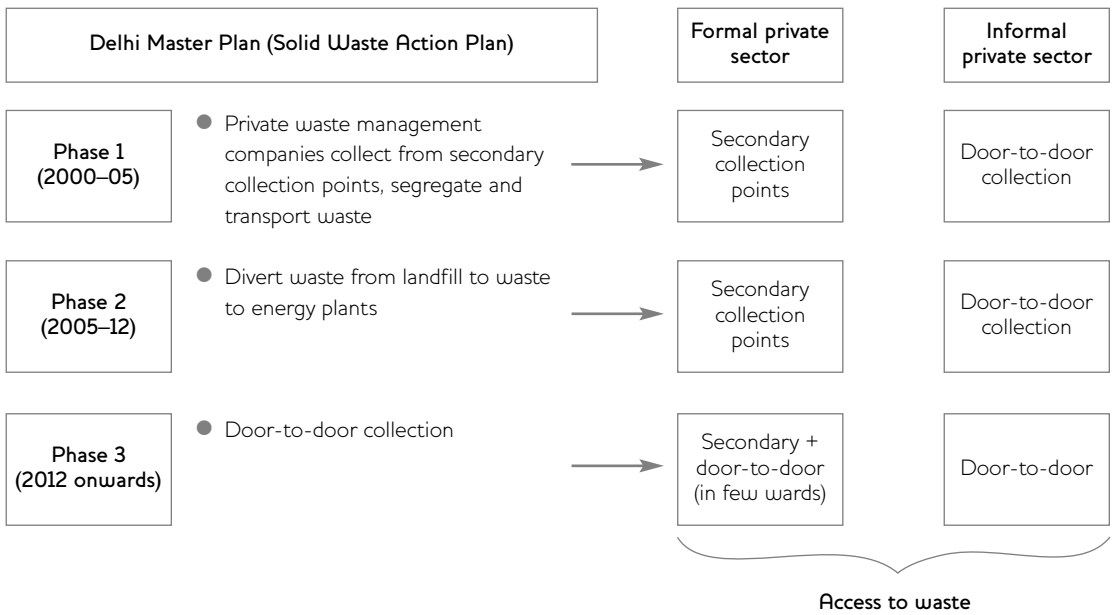 Delhi Master Plan (Solid Waste Action Plan)
Formal private
sector
Informal
private sector
Phase 1
(2000–05)
● Private waste management
companies collect from secondary
collection points, segregate and
transport waste
Secondary
collection
points
Door-to-door
collection
Phase 2
(2005–12)
● Divert waste from landfill to waste
to energy plants
Secondary
collection
points
Door-to-door
collection
Phase 3
(2012 onwards)
● Door-to-door collection
Secondary +
door-to-door
(in few wards)
Door-to-door
Access to waste